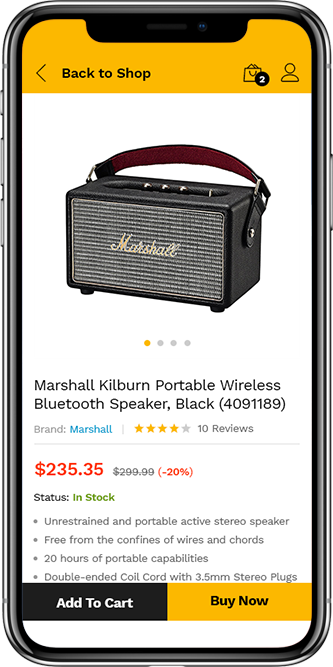 Back to Shop
2
Marshall
Marshall Kilburn Portable Wireless
Bluetooth Speaker, Black (4091189)
Brand: Marshall | 10 Reviews
$235.35 $299.99 (-20%)
Status: In Stock
Unrestrained and portable active stereo speaker
Free from the confines of wires and chords
20 hours of portable capabilities
Double-ended Coil Cord with 3.5mm Stereo Plugs
Add To Cart
Buy Now